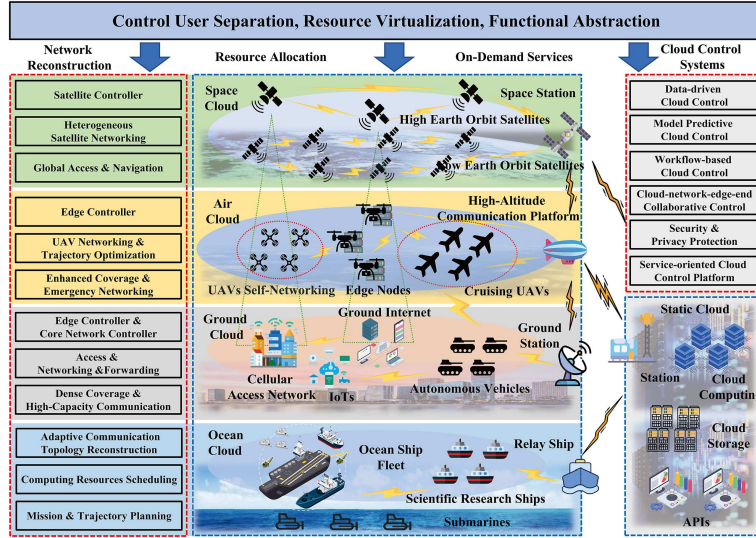 Control User Separation, Resource Virtualization, Functional Abstraction
Network
Reconstruction
Resource Allocation
On-Demand Services
Cloud Control
Systems
Satellite Controller
Heterogeneous
Satellite Networking
Global Access & Navigation
Edge Controller
UAV Networking &
Trajectory Optimization
Enhanced Coverage &
Emergency Networking
Edge Controller &
Core Network Controller
Access &
Networking &Forwarding
Dense Coverage &
High-Capacity Communication
Adaptive Communication
Topology Reconstruction
Computing Resources Scheduling
Mission & Trajectory Planning
Space
Cloud
Space Station
High Earth Orbit Satellites
Low Earth Orbit Satellites
Air
Cloud
High-Altitude
Communication Platform
UAVs Self-Networking
Edge Nodes
Cruising UAVs
Ground
Cloud
Ground Internet
Ground
Station
Cellular
Access Network
IoTs
Autonomous Vehicles
Ocean
Cloud
Ocean Ship
Fleet
Relay Ship
Scientific Research Ships
Submarines
Data-driven
Cloud Control
Model Predictive
Cloud Control
Workflow-based
Cloud Control
Cloud-network-edge-end
Collaborative Control
Security &
Privacy Protection
Service-oriented Cloud
Control Platform
Static Cloud
Station
Cloud
Computin
Cloud
Storage
APIs